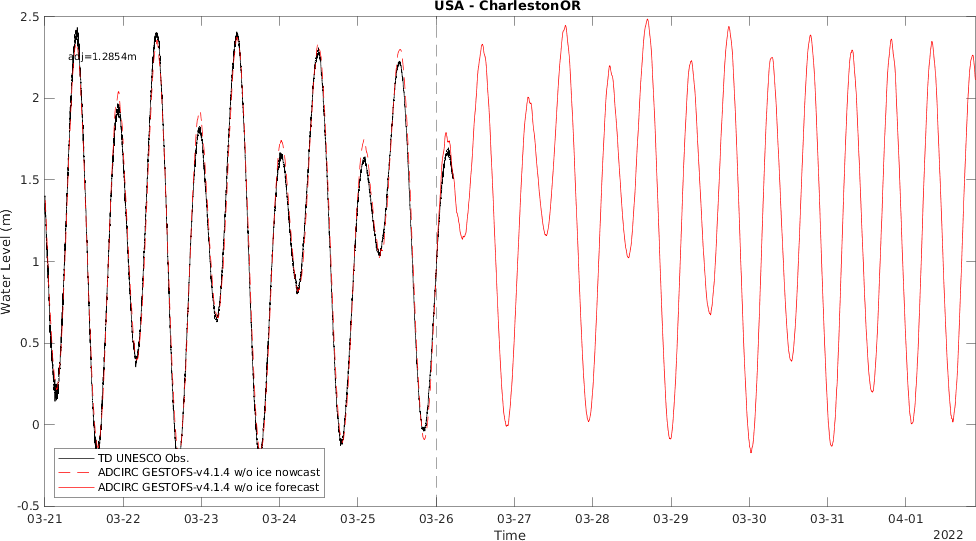 USA - CharlestonOR
adj=1.2854m
2.5
2
1.5
1
0.5
0
-0.5
Water Level (m)
TD UNESCO Obs.
ADCIRC GESTOFS-v4.1.4 w/o ice nowcast
ADCIRC GESTOFS-v4.1.4 w/o ice forecast
03-21 03-22 03-23 03-24 03-25 03-26 03-27 03-28 03-29 03-30 03-31 04-01
Time
2022